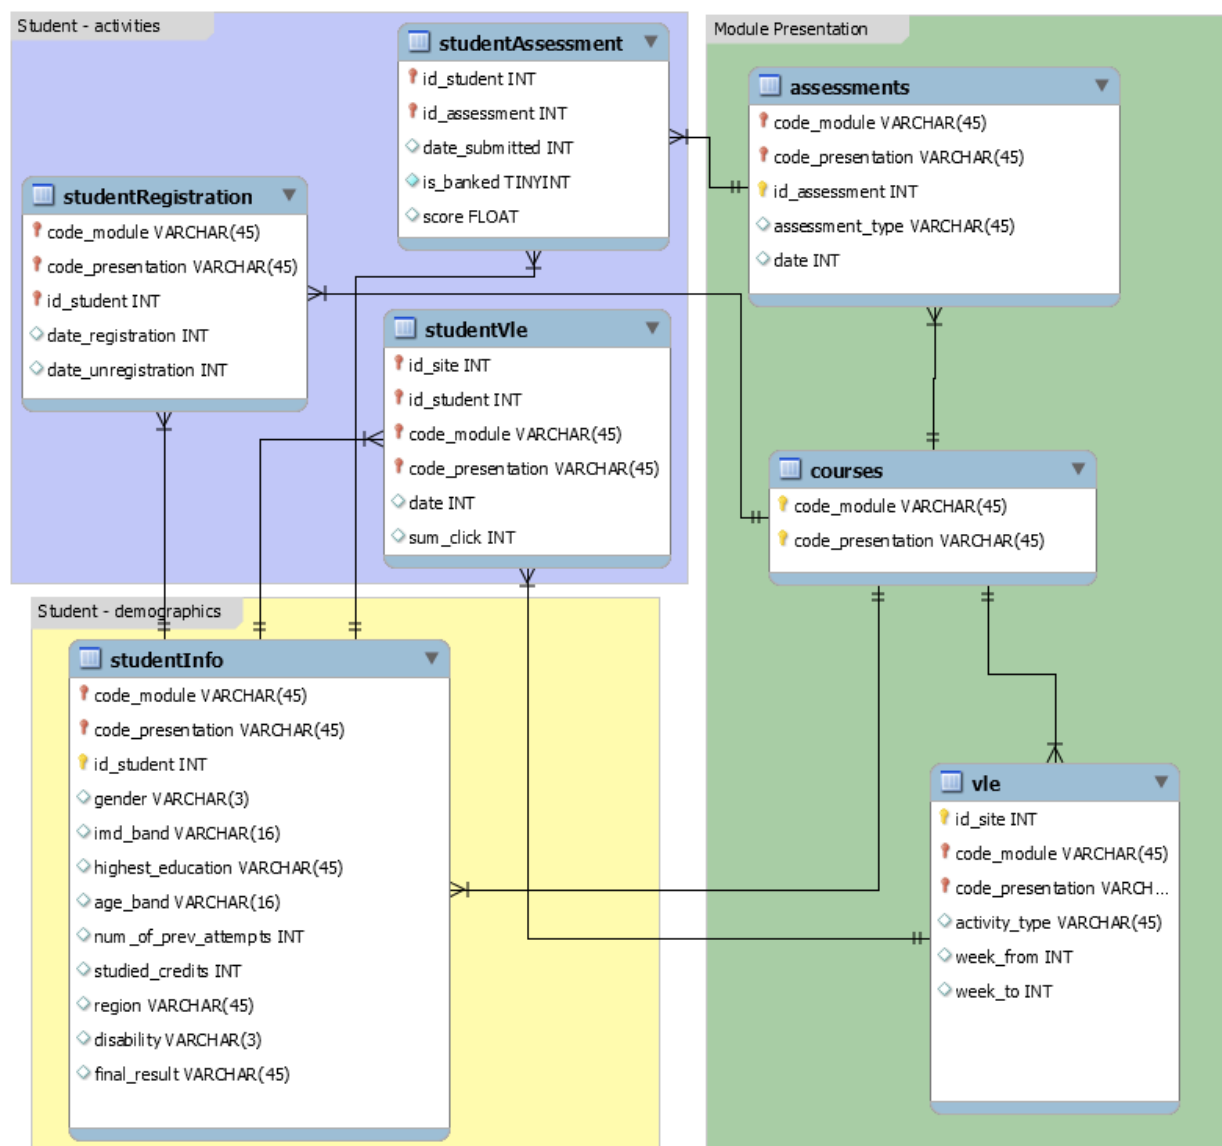 Student - activities
studentAssessment
id_student INT
id_assessment INT
date_submitted INT
is_banked TINYINT
score FLOAT
studentRegistration
code_module VARCHAR(45)
code_presentation VARCHAR(45)
id_student INT
date_registration INT
date_unregistration INT
studentVle
id_site INT
id_student INT
code_module VARCHAR(45)
code_presentation VARCHAR(45)
date INT
sum_click INT
Student - demographics
studentInfo
code_module VARCHAR(45)
code_presentation VARCHAR(45)
id_student INT
gender VARCHAR(3)
imd_band VARCHAR(16)
highest_education VARCHAR(45)
age_band VARCHAR(16)
num_of_prev_attempts INT
studied_credits INT
region VARCHAR(45)
disability VARCHAR(3)
final_result VARCHAR(45)
Module Presentation
assessments
code_module VARCHAR(45)
code_presentation VARCHAR(45)
id_assessment INT
assessment_type VARCHAR(45)
date INT
courses
code_module VARCHAR(45)
code_presentation VARCHAR(45)
vle
id_site INT
code_module VARCHAR(45)
code_presentation VARCH...
activity_type VARCHAR(45)
week_from INT
week_to INT